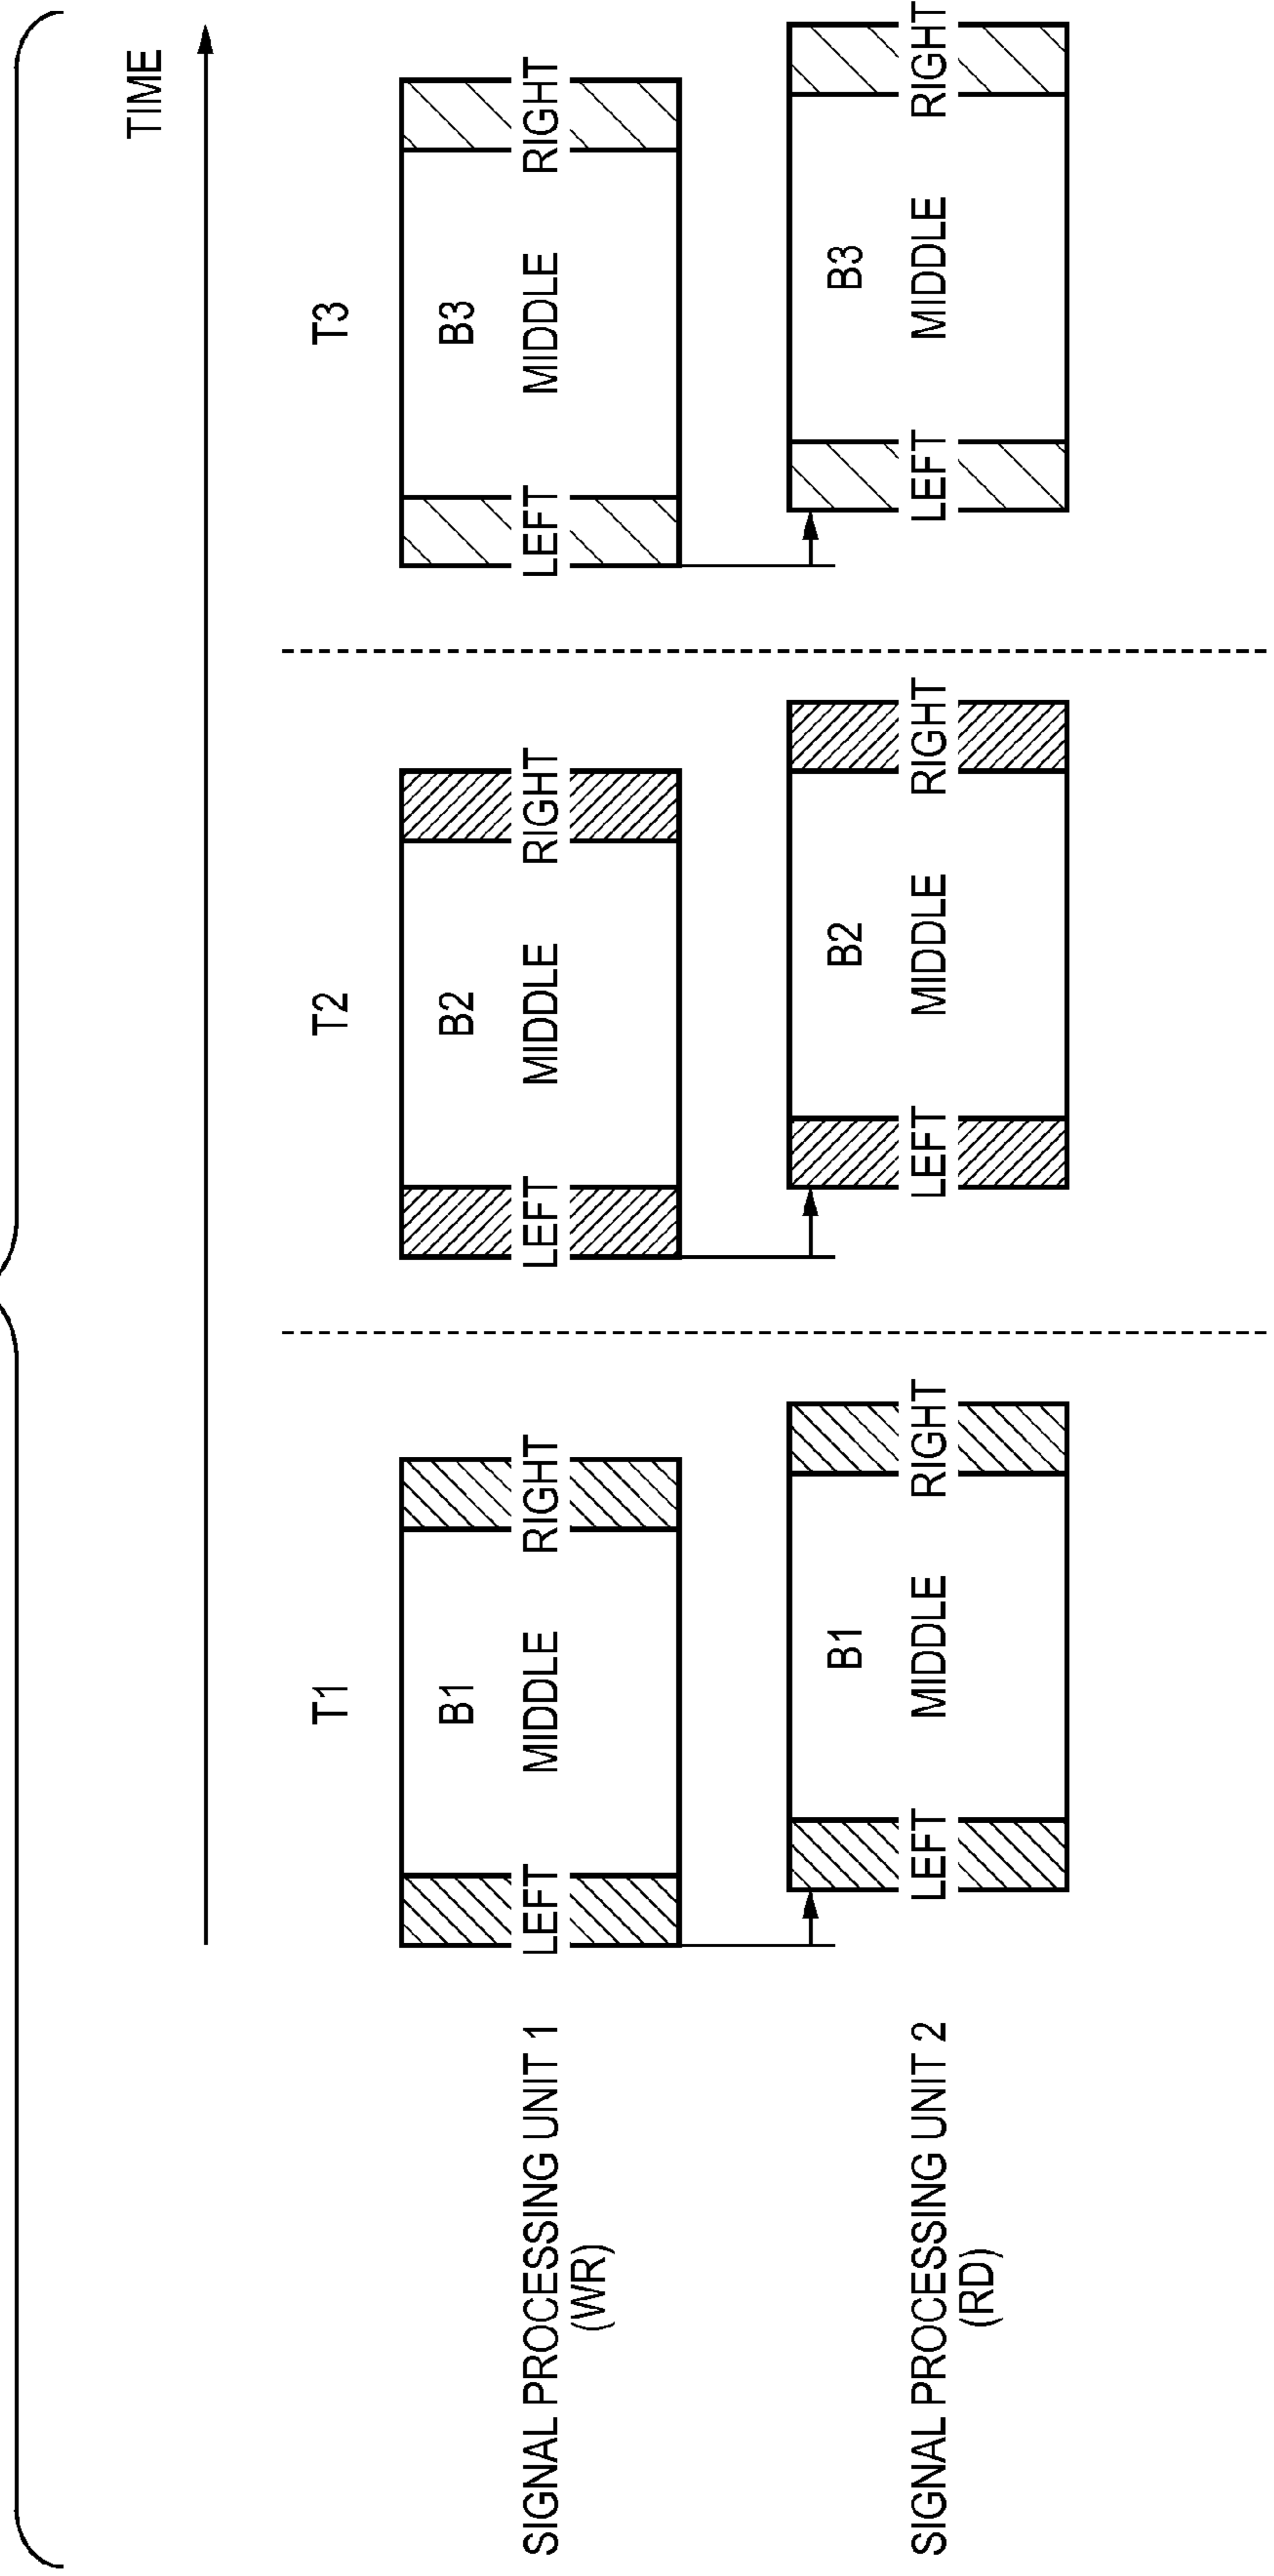 TIME
T1
T2
T3
SIGNAL PROCESSING UNIT 1
(WR)
B1
LEFT
MIDDLE
RIGHT
B2
LEFT
MIDDLE
RIGHT
B3
LEFT
MIDDLE
RIGHT
SIGNAL PROCESSING UNIT 2
(RD)
B1
LEFT
MIDDLE
RIGHT
B2
LEFT
MIDDLE
RIGHT
B3
LEFT
MIDDLE
RIGHT